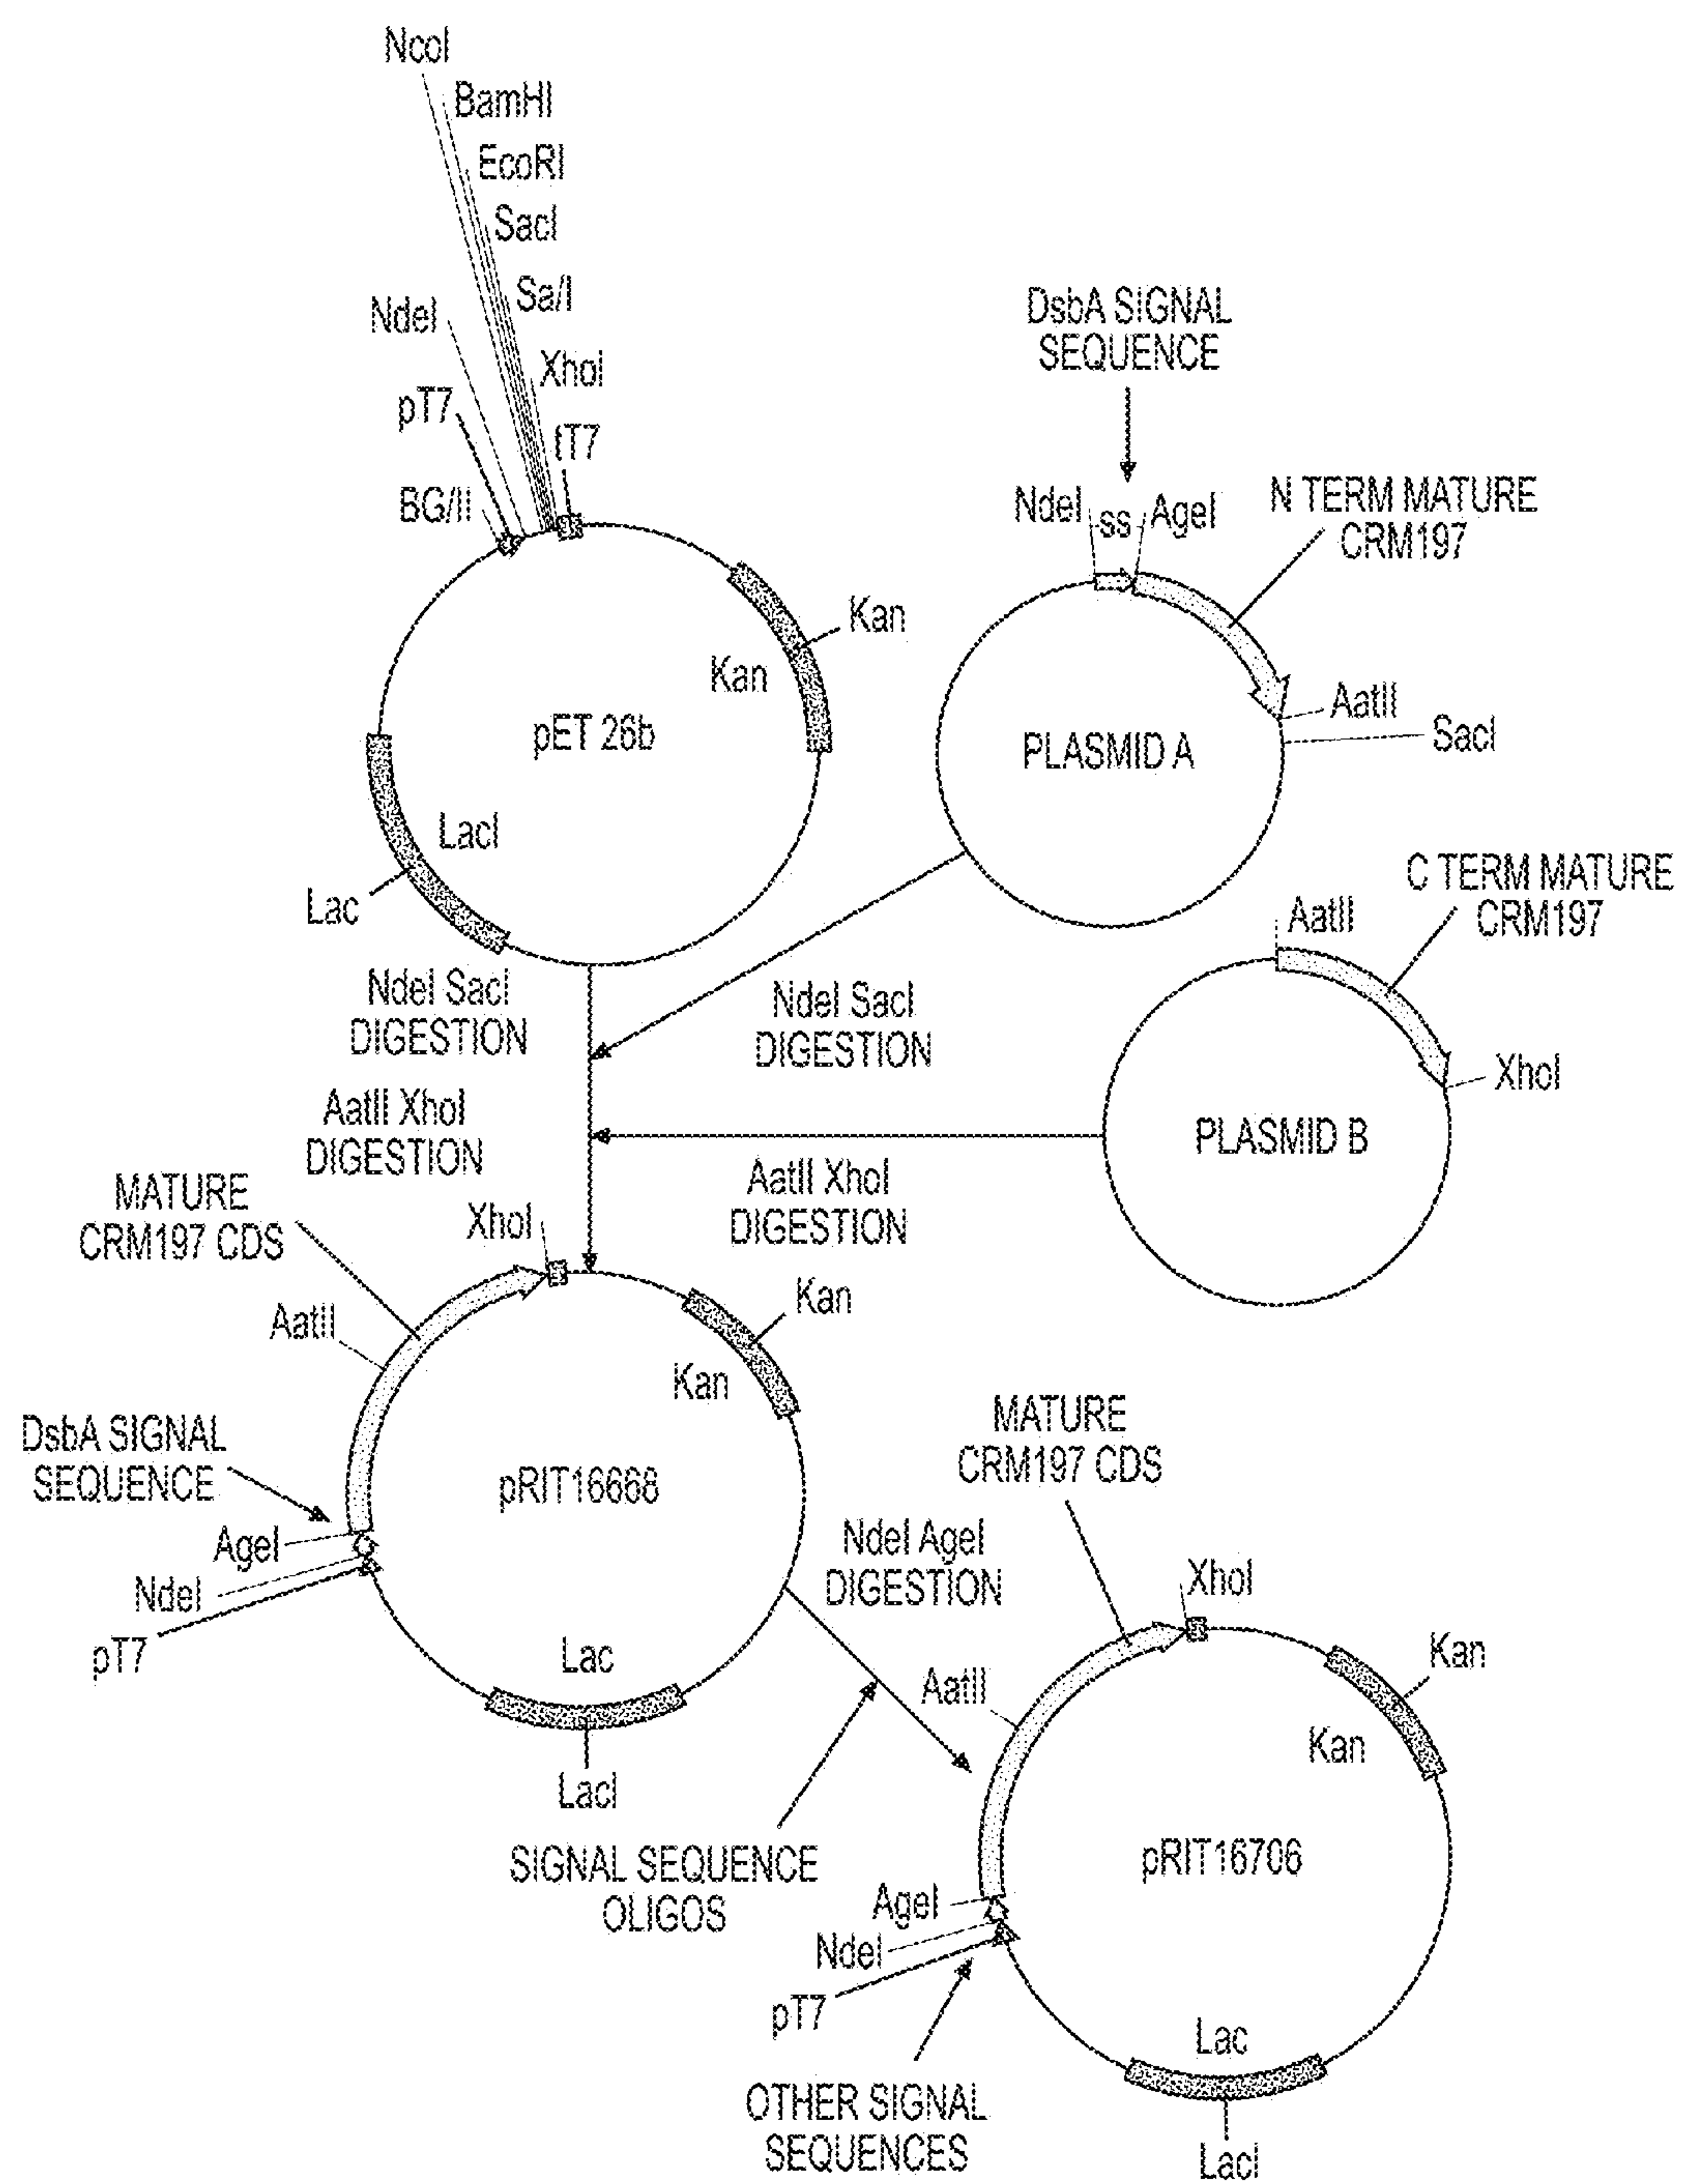 NcoI
BamHI
EcoRI
SacI
Sa/I
NdeI
XhoI
pT7
tT7
BG/II
Kan
Kan
pET 26b
LacI
Lac
DsbA SIGNAL
SEQUENCE
NdeI
ss
AgeI
N TERM MATURE
CRM197
AatII
SacI
PLASMID A
C TERM MATURE
CRM197
AatII
XhoI
PLASMID B
NdeI SacI
DIGESTION
NdeI SacI
DIGESTION
AatII XhoI
DIGESTION
AatII XhoI
DIGESTION
MATURE
CRM197 CDS
XhoI
AatII
Kan
Kan
DsbA SIGNAL
SEQUENCE
pRIT16668
AgeI
NdeI
pT7
Lac
LacI
NdeI AgeI
DIGESTION
SIGNAL SEQUENCE
OLIGOS
MATURE
CRM197 CDS
XhoI
Kan
AatII
Kan
pRIT16706
AgeI
NdeI
pT7
Lac
OTHER SIGNAL
SEQUENCES
LacI